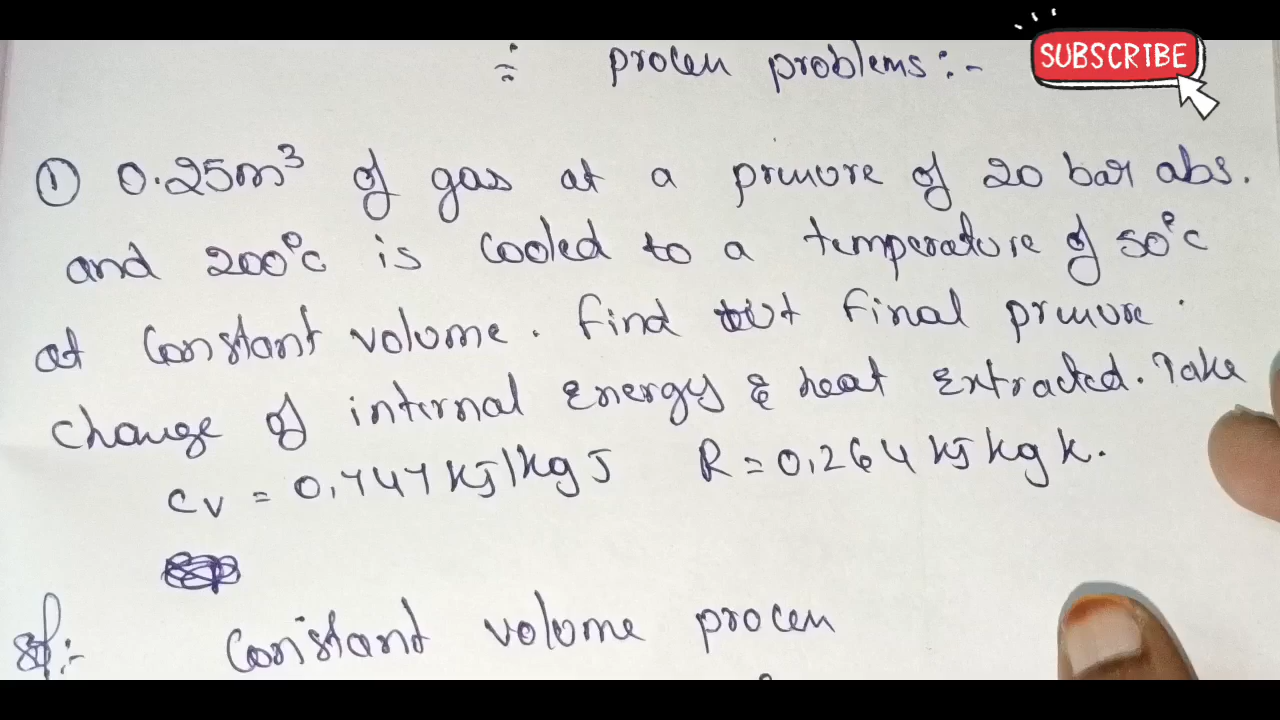 ÷ process problems:-
SUBSCRIBE
① 0.25m³ of gas at a pressure of 20 bar abs.
and 200°c is cooled to a temperature of 50°c
at constant volume. find out final pressure.
change of internal energy & heat extracted. Take
cv = 0.747 KJ/kg J R = 0.264 KJ kg K.
Sol:- constant volume process